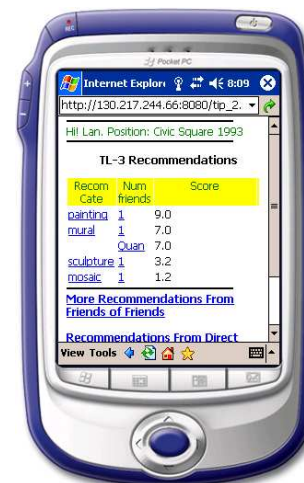 REC
Pocket PC
Internet Explore 8:09
http://130.217.244.66:8080/tip_2.
Hi! Lan. Position: Civic Square 1993
TL-3 Recommendations
Recom Cate Num friends Score
painting 1 9.0
mural 1 7.0
Quan 7.0
sculpture 1 3.2
mosaic 1 1.2
More Recommendations From
Friends of Friends
Recommendations From Direct
View Tools